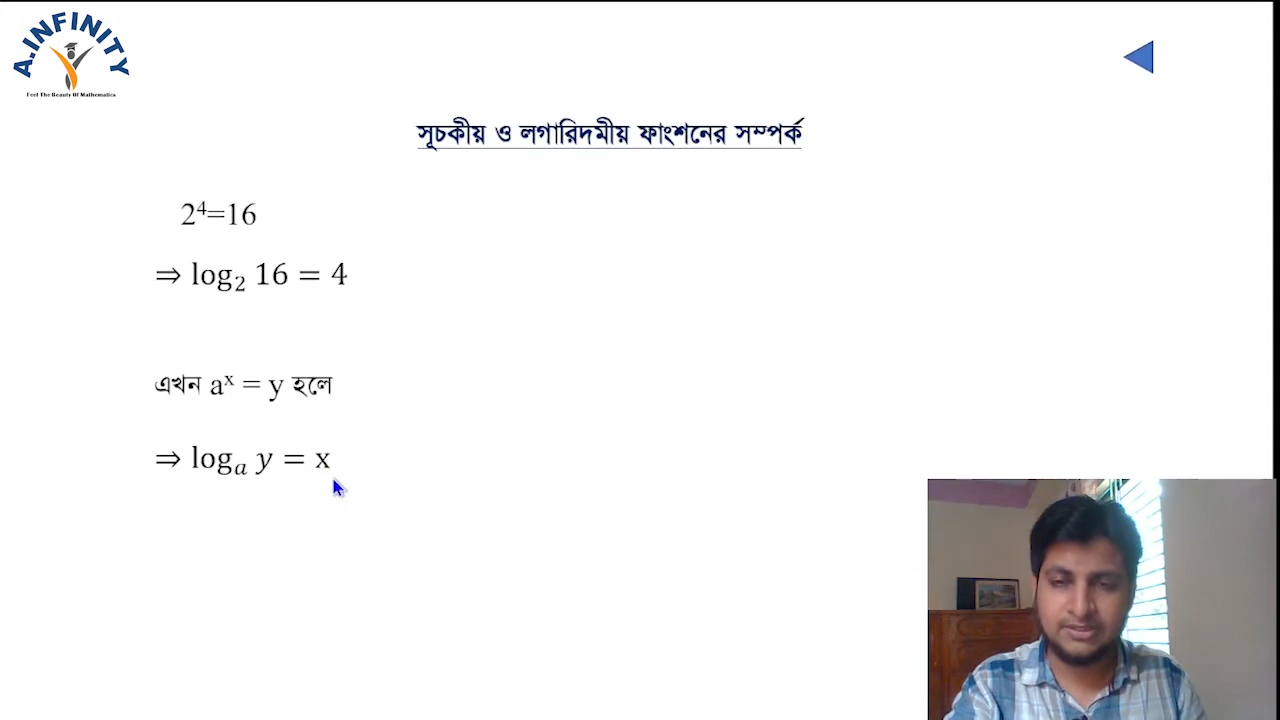 A.INFINITY
Feel The Beauty Of Mathematics
সূচকীয় ও লগারিদমীয় ফাংশনের সম্পর্ক
2⁴=16
⇒ log₂ 16 = 4
এখন aˣ = y হলে
⇒ logₐ y = x